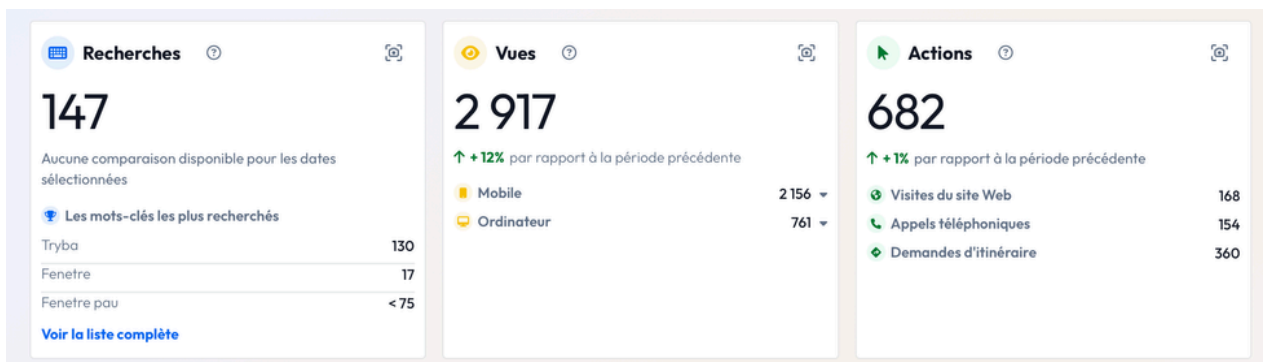 Recherches
147
Aucune comparaison disponible pour les dates
sélectionnées
Les mots-clés les plus recherchés
Tryba 130
Fenetre 17
Fenetre pau < 75
Voir la liste complète
Vues
2 917
+ 12% par rapport à la période précédente
Mobile 2 156
Ordinateur 761
Actions
682
+ 1% par rapport à la période précédente
Visites du site Web 168
Appels téléphoniques 154
Demandes d'itinéraire 360